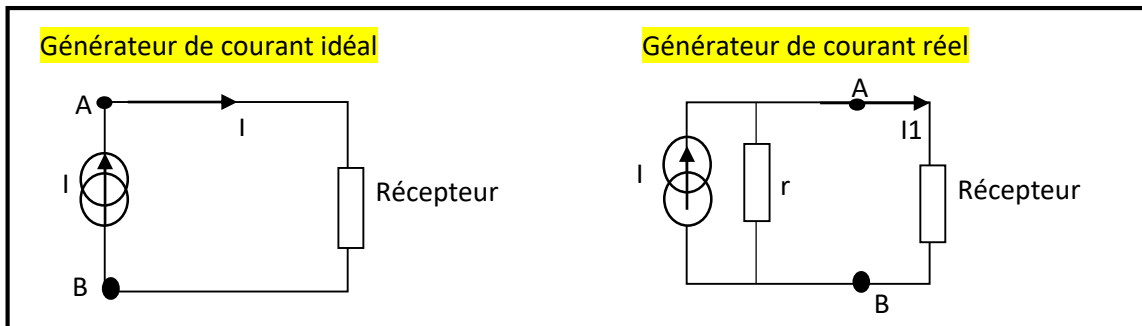 Générateur de courant idéal
A
I
I
Récepteur
B
Générateur de courant réel
A
I1
I
r
Récepteur
B